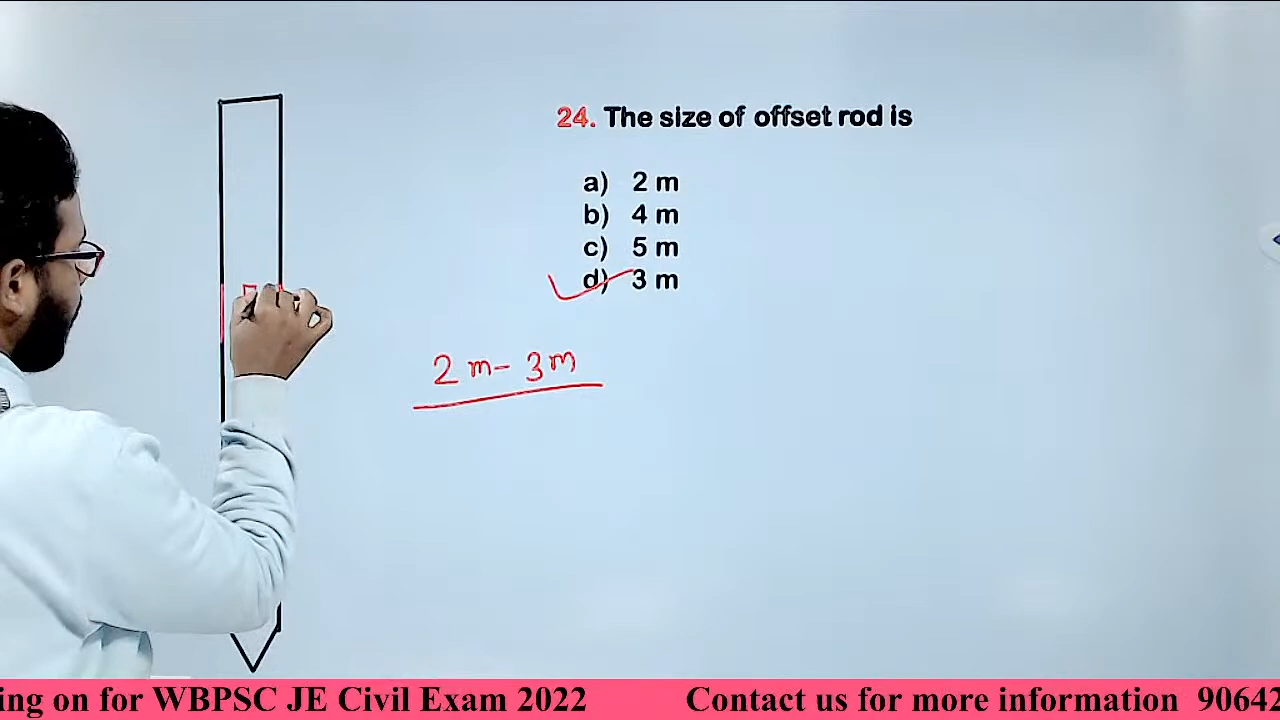 24. The size of offset rod is
a) 2 m
b) 4 m
c) 5 m
d) 3 m
2 m - 3 m
ing on for WBPSC JE Civil Exam 2022 Contact us for more information 90642